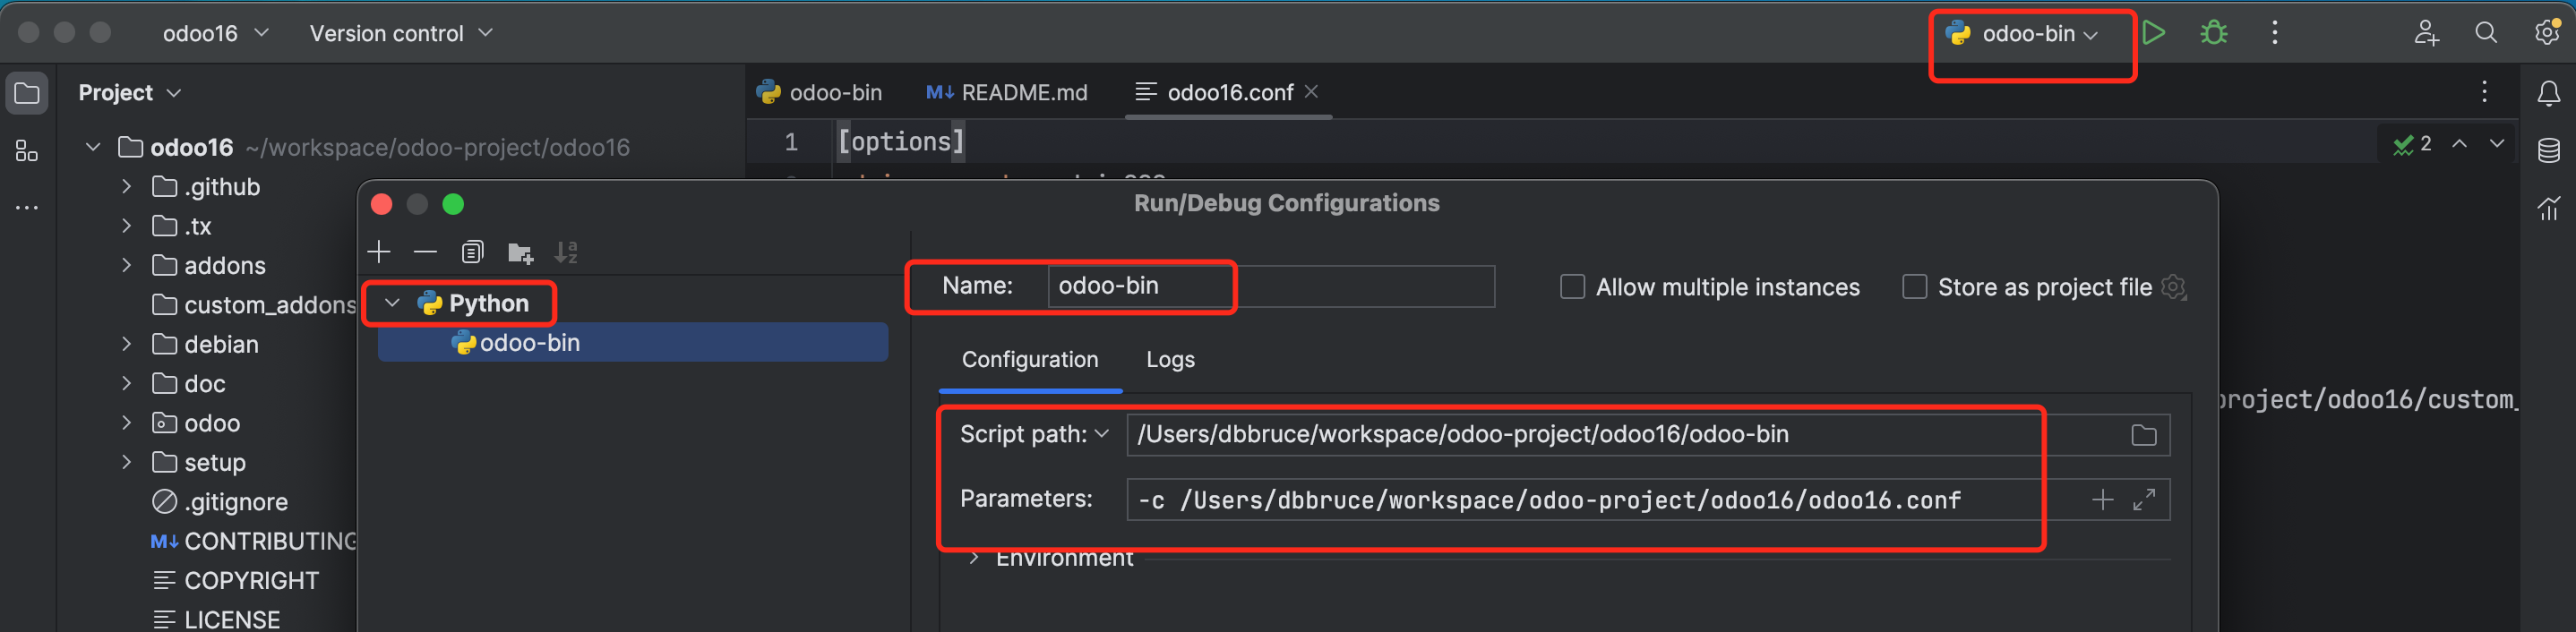 odoo16
Version control
odoo-bin
Project
odoo-bin
M↓ README.md
odoo16.conf
odoo16 ~/workspace/odoo-project/odoo16
1
[options]
2
.github
.tx
addons
custom_addons
debian
doc
odoo
setup
.gitignore
M↓ CONTRIBUTING
COPYRIGHT
LICENSE
Run/Debug Configurations
Python
odoo-bin
Name: odoo-bin
Allow multiple instances
Store as project file
Configuration
Logs
Script path: /Users/dbbruce/workspace/odoo-project/odoo16/odoo-bin
Parameters: -c /Users/dbbruce/workspace/odoo-project/odoo16/odoo16.conf
Environment
project/odoo16/custom_